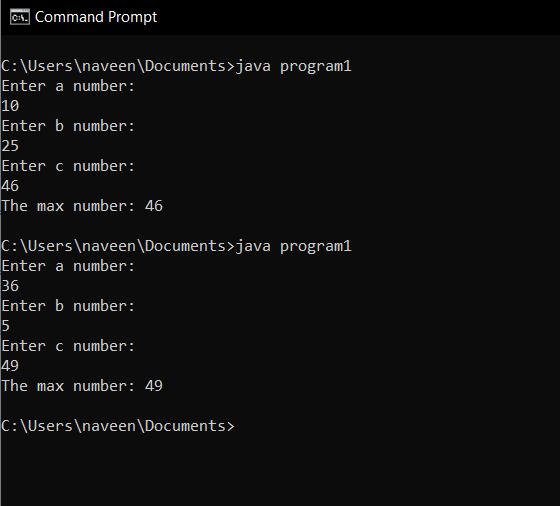 Command Prompt
C:\Users\naveen\Documents>java program1
Enter a number:
10
Enter b number:
25
Enter c number:
46
The max number: 46
C:\Users\naveen\Documents>java program1
Enter a number:
36
Enter b number:
5
Enter c number:
49
The max number: 49
C:\Users\naveen\Documents>